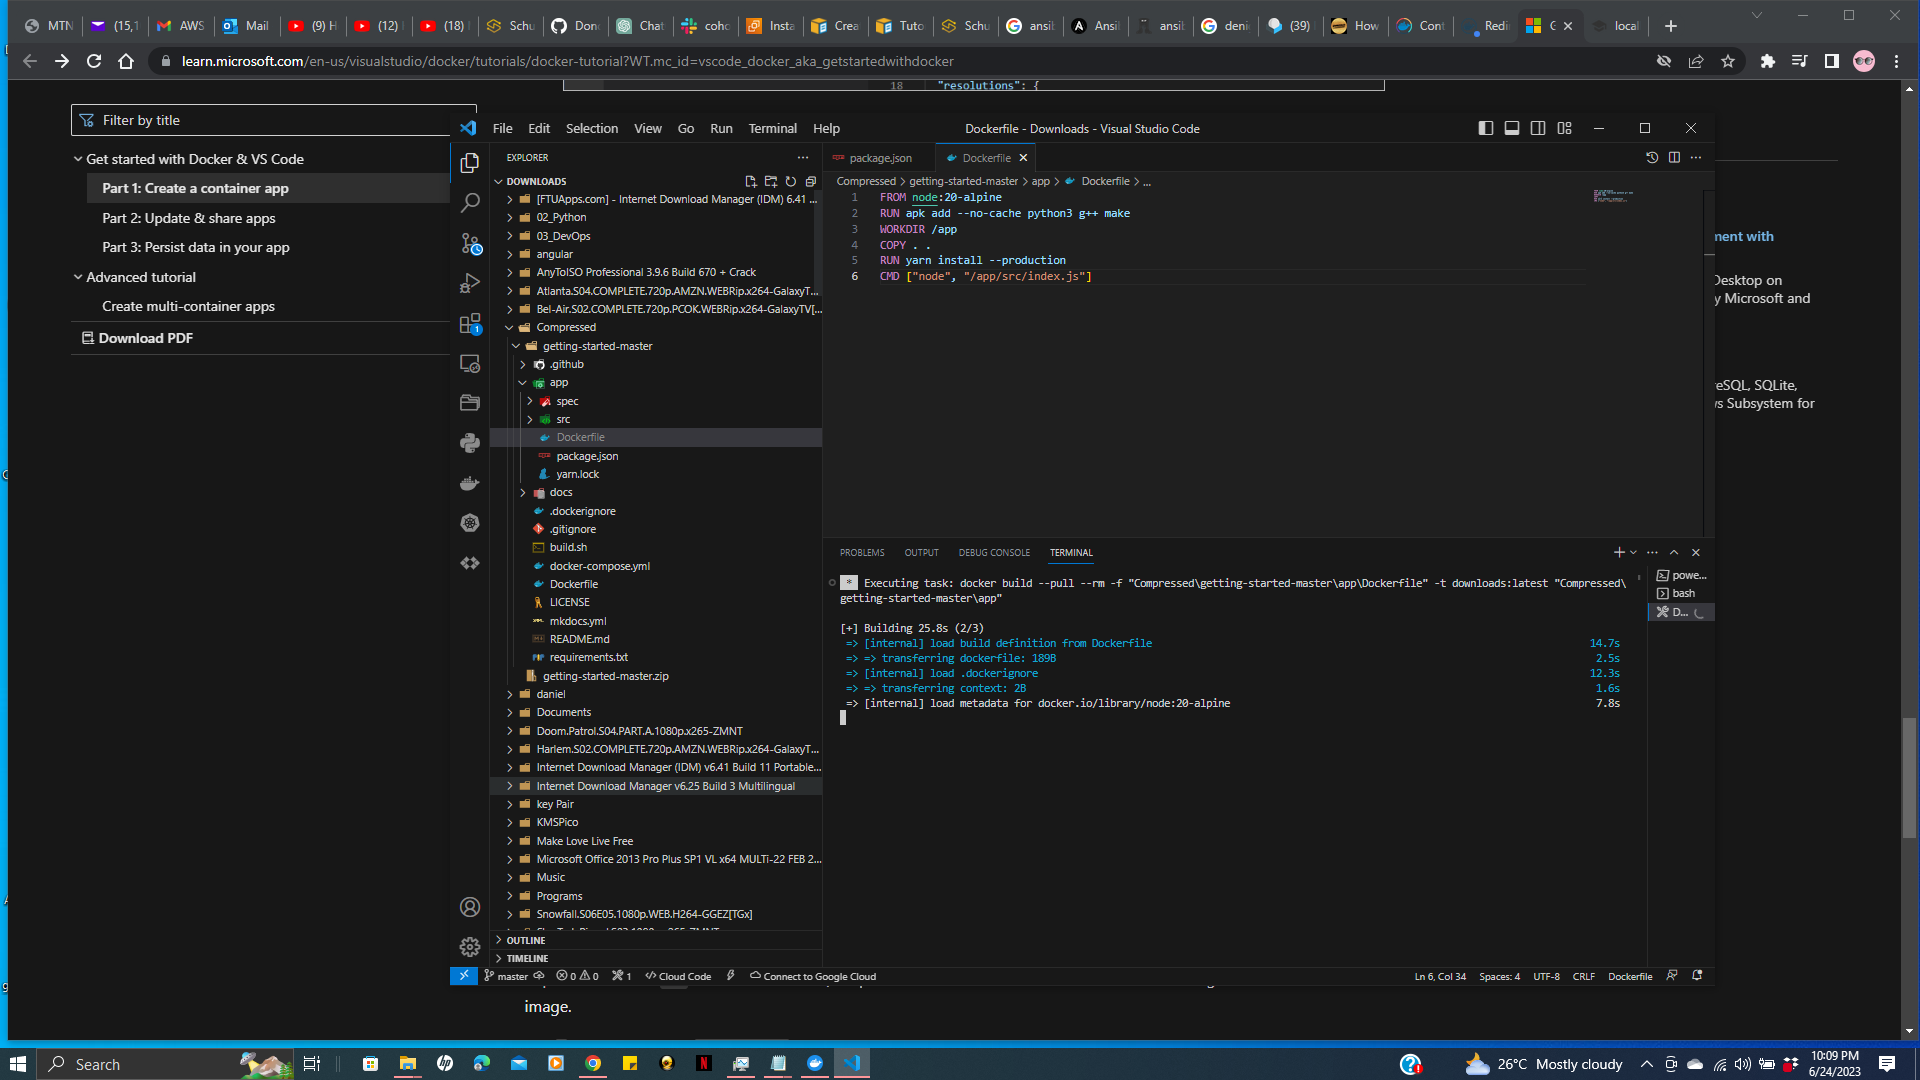 MTN
(15,1
AWS
Mail
(9) H
(12)
(18)
Schu
Dond
Chat
coho
Insta
Crea
Tuto
Schu
ansib
Ansil
ansib
deni
(39)
How
Cont
Redir
G
local
learn.microsoft.com/en-us/visualstudio/docker/tutorials/docker-tutorial?WT.mc_id=vscode_docker_aka_getstartedwithdocker
18 "resolutions": {
Filter by title
Get started with Docker & VS Code
Part 1: Create a container app
Part 2: Update & share apps
Part 3: Persist data in your app
Advanced tutorial
Create multi-container apps
Download PDF
File Edit Selection View Go Run Terminal Help
Dockerfile - Downloads - Visual Studio Code
EXPLORER
DOWNLOADS
[FTUApps.com] - Internet Download Manager (IDM) 6.41 ...
02_Python
03_DevOps
angular
AnyToISO Professional 3.9.6 Build 670 + Crack
Atlanta.S04.COMPLETE.720p.AMZN.WEBRip.x264-GalaxyT...
Bel-Air.S02.COMPLETE.720p.PCOK.WEBRip.x264-GalaxyTV[...
Compressed
getting-started-master
.github
app
spec
src
Dockerfile
package.json
yarn.lock
docs
.dockerignore
.gitignore
build.sh
docker-compose.yml
Dockerfile
LICENSE
mkdocs.yml
README.md
requirements.txt
getting-started-master.zip
daniel
Documents
Doom.Patrol.S04.PART.A.1080p.x265-ZMNT
Harlem.S02.COMPLETE.720p.AMZN.WEBRip.x264-GalaxyT...
Internet Download Manager (IDM) v6.41 Build 11 Portable...
Internet Download Manager v6.25 Build 3 Multilingual
key Pair
KMSPico
Make Love Live Free
Microsoft Office 2013 Pro Plus SP1 VL x64 MULTi-22 FEB 2...
Music
Programs
Snowfall.S06E05.1080p.WEB.H264-GGEZ[TGx]
OUTLINE
TIMELINE
package.json
Dockerfile
Compressed > getting-started-master > app > Dockerfile > ...
1 FROM node:20-alpine
2 RUN apk add --no-cache python3 g++ make
3 WORKDIR /app
4 COPY . .
5 RUN yarn install --production
6 CMD ["node", "/app/src/index.js"]
PROBLEMS OUTPUT DEBUG CONSOLE TERMINAL
* Executing task: docker build --pull --rm -f "Compressed\getting-started-master\app\Dockerfile" -t downloads:latest "Compressed\
getting-started-master\app"
[+] Building 25.8s (2/3)
=> [internal] load build definition from Dockerfile 14.7s
=> => transferring dockerfile: 189B 2.5s
=> [internal] load .dockerignore 12.3s
=> => transferring context: 2B 1.6s
=> [internal] load metadata for docker.io/library/node:20-alpine 7.8s
powe...
bash
D...
master 0 0 1 Cloud Code Connect to Google Cloud
Ln 6, Col 34 Spaces: 4 UTF-8 CRLF Dockerfile
ment with
Desktop on
y Microsoft and
eSQL, SQLite,
s Subsystem for
image.
Search
26°C Mostly cloudy
10:09 PM
6/24/2023